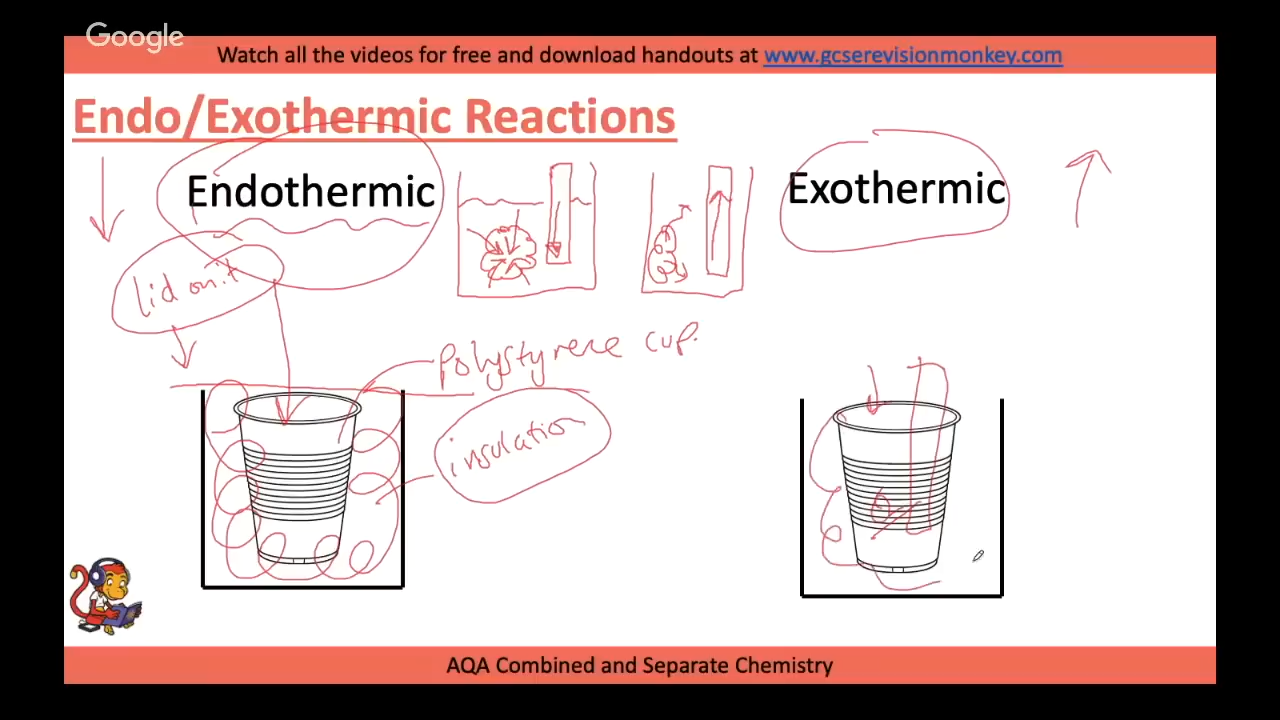 Google
Watch all the videos for free and download handouts at www.gcserevisionmonkey.com
Endo/Exothermic Reactions
Endothermic
Exothermic
lid on it
polystyrene cup.
insulation
AQA Combined and Separate Chemistry